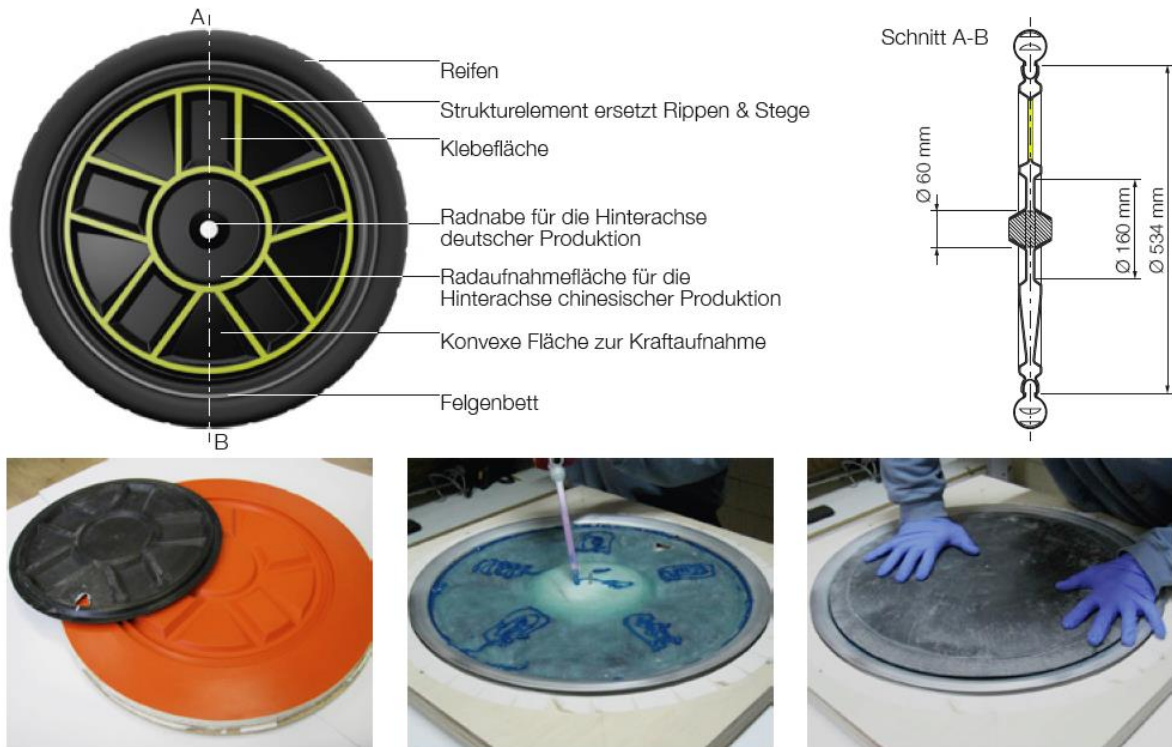 A
Reifen
Strukturelement ersetzt Rippen & Stege
Klebefläche
Radnabe für die Hinterachse
deutscher Produktion
Radaufnahmefläche für die
Hinterachse chinesischer Produktion
Konvexe Fläche zur Kraftaufnahme
Felgenbett
B
Schnitt A-B
Ø 60 mm
Ø 160 mm
Ø 534 mm